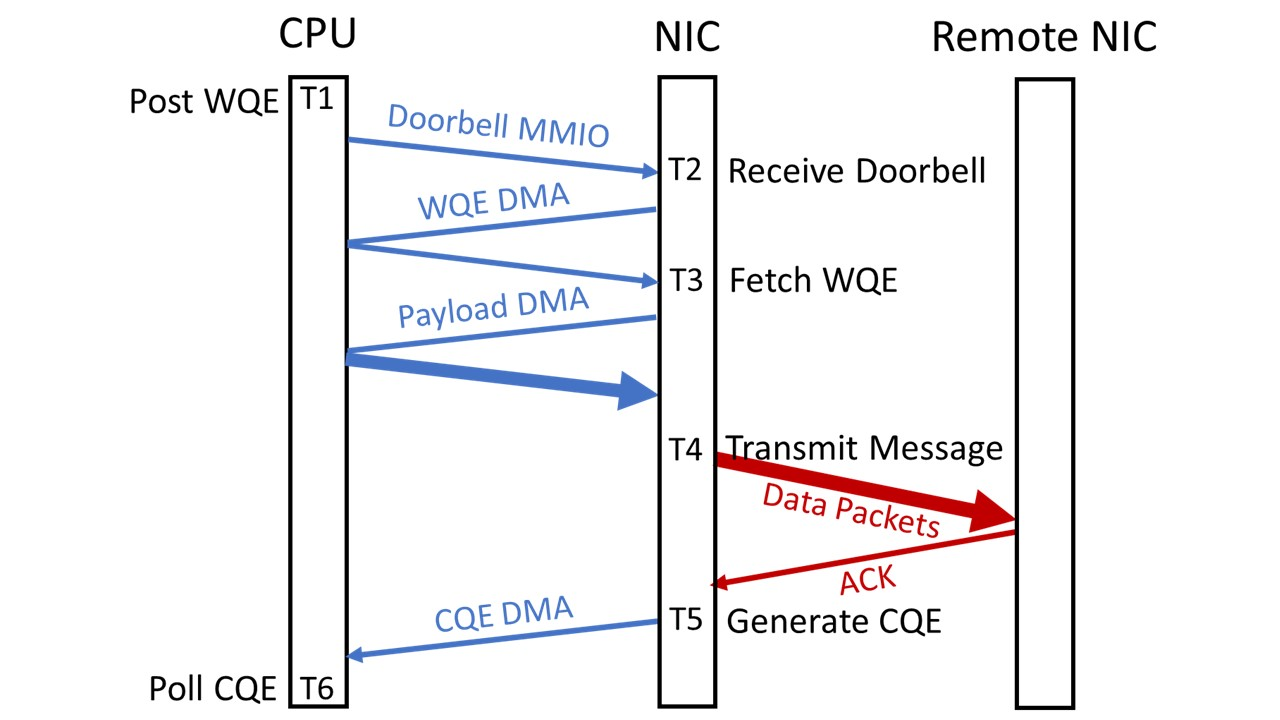 CPU
NIC
Remote NIC
Post WQE
T1
Doorbell MMIO
T2
Receive Doorbell
WQE DMA
T3
Fetch WQE
Payload DMA
T4
Transmit Message
Data Packets
ACK
CQE DMA
T5
Generate CQE
Poll CQE
T6